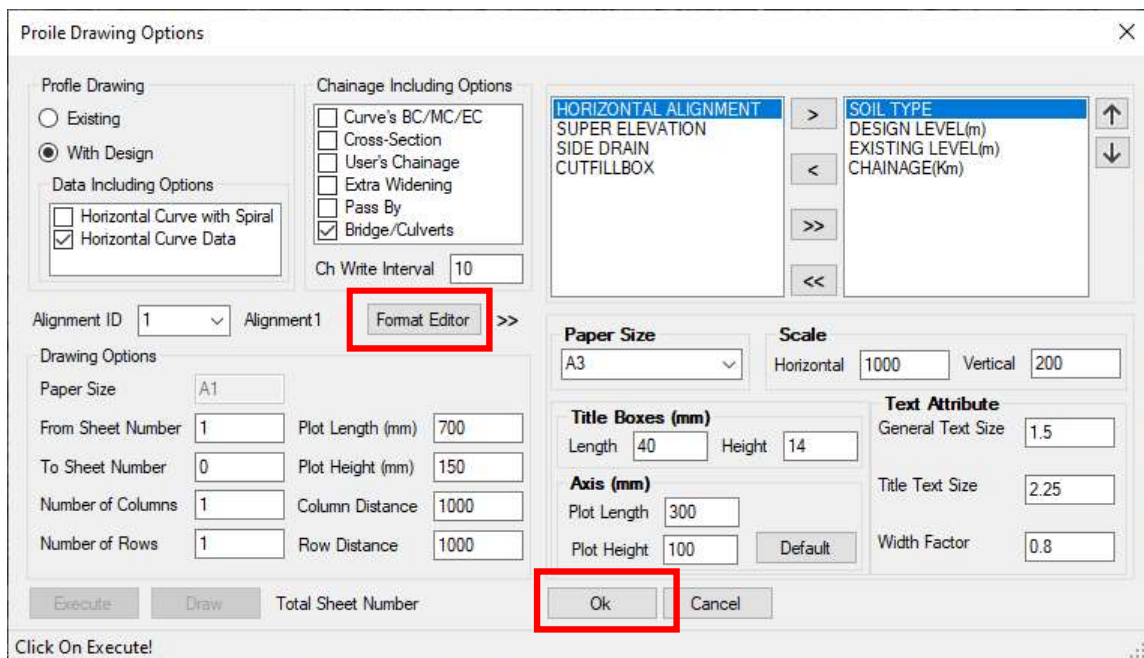 Proile Drawing Options
Profle Drawing
Existing
With Design
Data Including Options
Horizontal Curve with Spiral
Horizontal Curve Data
Chainage Including Options
Curve's BC/MC/EC
Cross-Section
User's Chainage
Extra Widening
Pass By
Bridge/Culverts
Ch Write Interval 10
Alignment ID 1 Alignment1 Format Editor >>
Drawing Options
Paper Size A1
From Sheet Number 1 Plot Length (mm) 700
To Sheet Number 0 Plot Height (mm) 150
Number of Columns 1 Column Distance 1000
Number of Rows 1 Row Distance 1000
Execute Draw Total Sheet Number
HORIZONTAL ALIGNMENT
SUPER ELEVATION
SIDE DRAIN
CUTFILLBOX
>
<
>>
<<
SOIL TYPE
DESIGN LEVEL(m)
EXISTING LEVEL(m)
CHAINAGE(Km)
Paper Size
A3
Scale
Horizontal 1000 Vertical 200
Title Boxes (mm)
Length 40 Height 14
Axis (mm)
Plot Length 300
Plot Height 100 Default
Text Attribute
General Text Size 1.5
Title Text Size 2.25
Width Factor 0.8
Ok Cancel
Click On Execute!